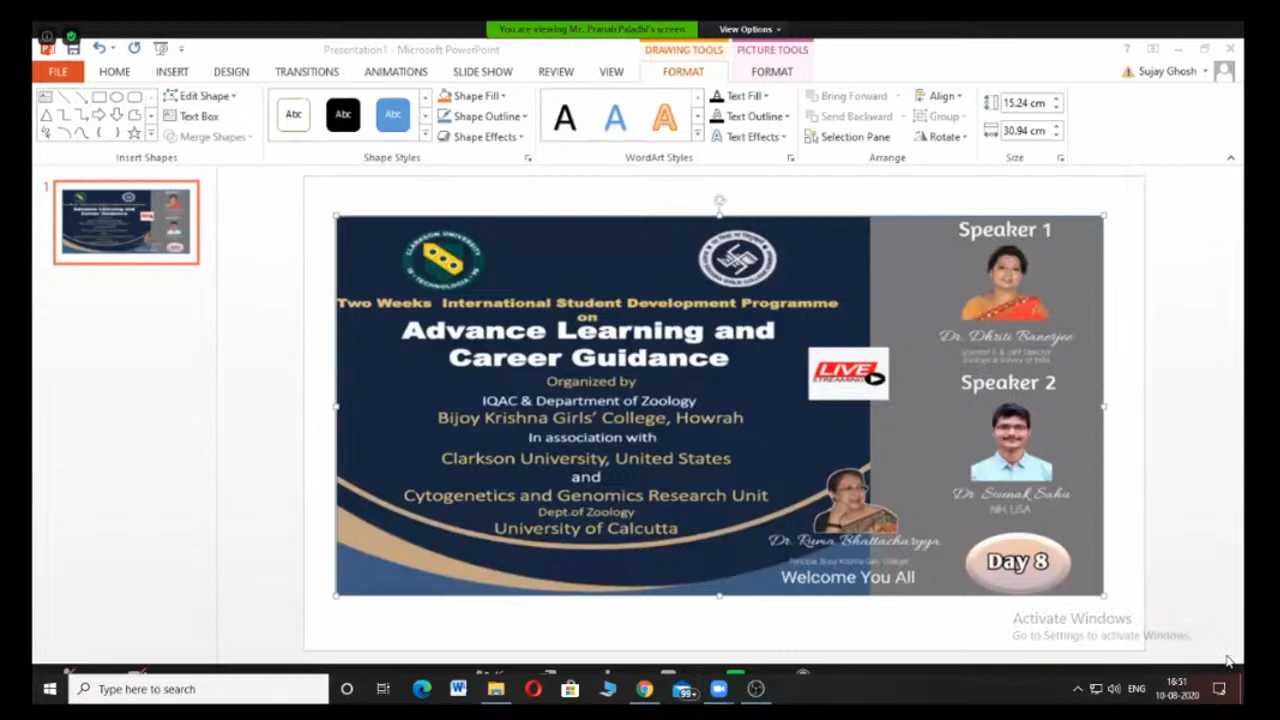 You are viewing Mr. Pranab Paladhi's screen
View Options
Presentation1 - Microsoft PowerPoint
DRAWING TOOLS
PICTURE TOOLS
FILE
HOME
INSERT
DESIGN
TRANSITIONS
ANIMATIONS
SLIDE SHOW
REVIEW
VIEW
FORMAT
FORMAT
Sujay Ghosh
Edit Shape
Text Box
Merge Shapes
Insert Shapes
Abc
Abc
Abc
Shape Fill
Shape Outline
Shape Effects
Shape Styles
A
A
A
Text Fill
Text Outline
Text Effects
WordArt Styles
Bring Forward
Send Backward
Selection Pane
Align
Group
Rotate
Arrange
15.24 cm
30.94 cm
Size
1
CLARKSON UNIVERSITY
Two Weeks International Student Development Programme
on
Advance Learning and
Career Guidance
Organized by
IQAC & Department of Zoology
Bijoy Krishna Girls' College, Howrah
In association with
Clarkson University, United States
and
Cytogenetics and Genomics Research Unit
Dept.of Zoology
University of Calcutta
LIVE
STREAMING
Dr. Ruma Bhattacharyya
Welcome You All
Speaker 1
Dr. Dhriti Banerjee
Speaker 2
Dr. Sounak Sahu
NIH, USA
Day 8
Activate Windows
Go to Settings to activate Windows.
Type here to search
99+
ENG
16:51
10-08-2020